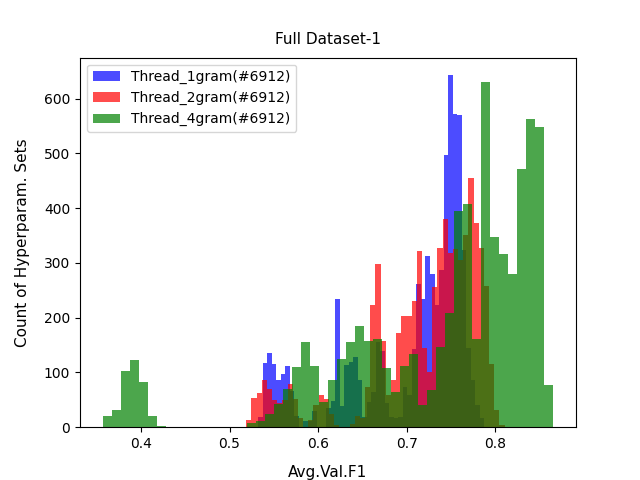 Full Dataset-1
Thread_1gram(#6912)
Thread_2gram(#6912)
Thread_4gram(#6912)
Count of Hyperparam. Sets
600
500
400
300
200
100
0
0.4 0.5 0.6 0.7 0.8
Avg.Val.F1